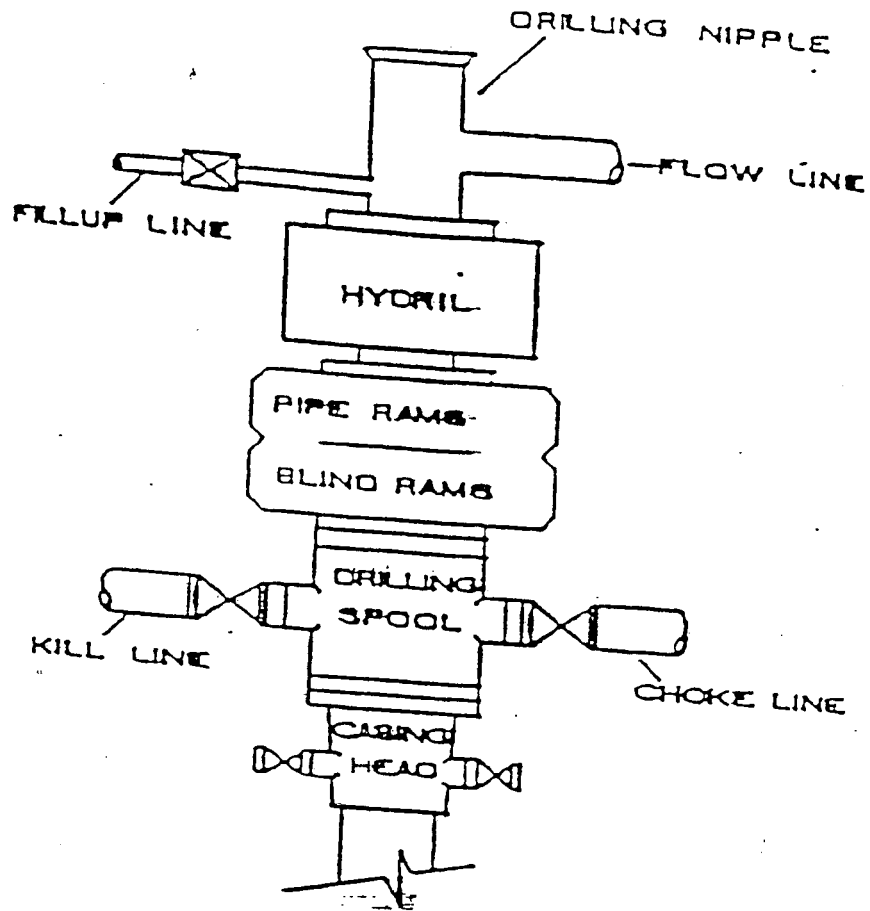 DRILLING NIPPLE
FLOW LINE
FILLUP LINE
HYDRIL
PIPE RAMS
BLIND RAMS
DRILLING
SPOOL
KILL LINE
CHOKE LINE
CASING
HEAD